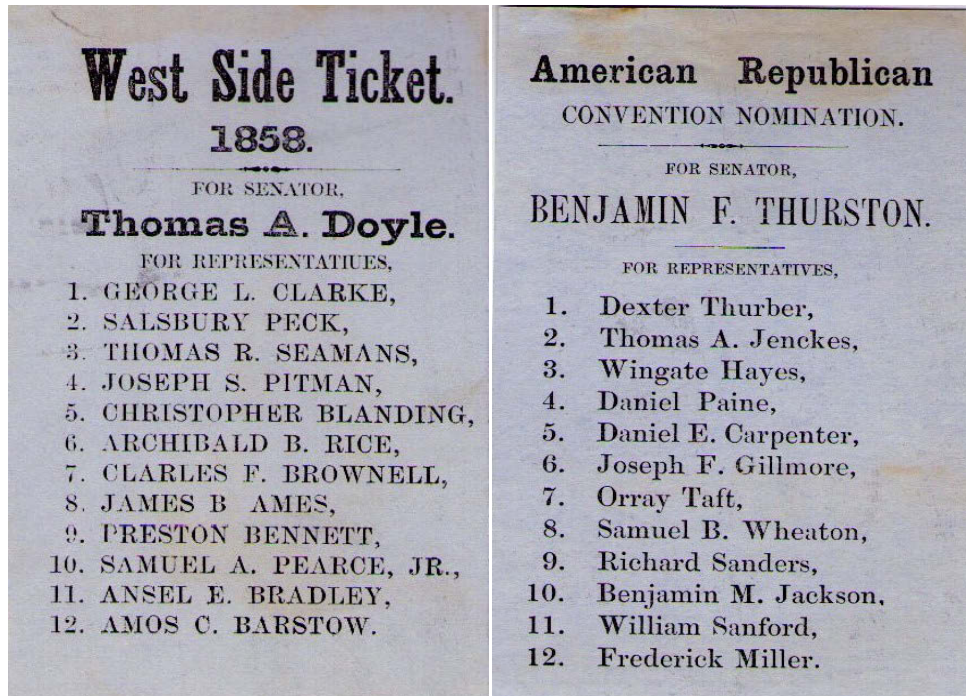 West Side Ticket.
1858.
FOR SENATOR,
Thomas A. Doyle.
FOR REPRESENTATIUES,
1. GEORGE L. CLARKE,
2. SALSBURY PECK,
3. THOMAS R. SEAMANS,
4. JOSEPH S. PITMAN,
5. CHRISTOPHER BLANDING,
6. ARCHIBALD B. RICE,
7. CLARLES F. BROWNELL,
8. JAMES B AMES,
9. PRESTON BENNETT,
10. SAMUEL A. PEARCE, JR.,
11. ANSEL E. BRADLEY,
12. AMOS C. BARSTOW.
American Republican
CONVENTION NOMINATION.
FOR SENATOR,
BENJAMIN F. THURSTON.
FOR REPRESENTATIVES,
1. Dexter Thurber,
2. Thomas A. Jenckes,
3. Wingate Hayes,
4. Daniel Paine,
5. Daniel E. Carpenter,
6. Joseph F. Gillmore,
7. Orray Taft,
8. Samuel B. Wheaton,
9. Richard Sanders,
10. Benjamin M. Jackson,
11. William Sanford,
12. Frederick Miller.